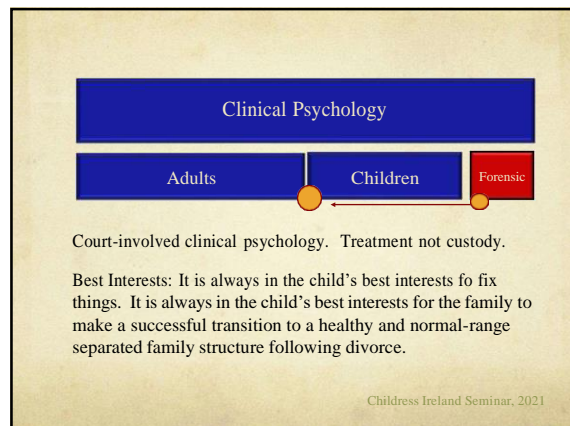 Clinical Psychology
Adults
Children
Forensic
Court-involved clinical psychology. Treatment not custody.
Best Interests: It is always in the child’s best interests fo fix
things. It is always in the child’s best interests for the family to
make a successful transition to a healthy and normal-range
separated family structure following divorce.
Childress Ireland Seminar, 2021